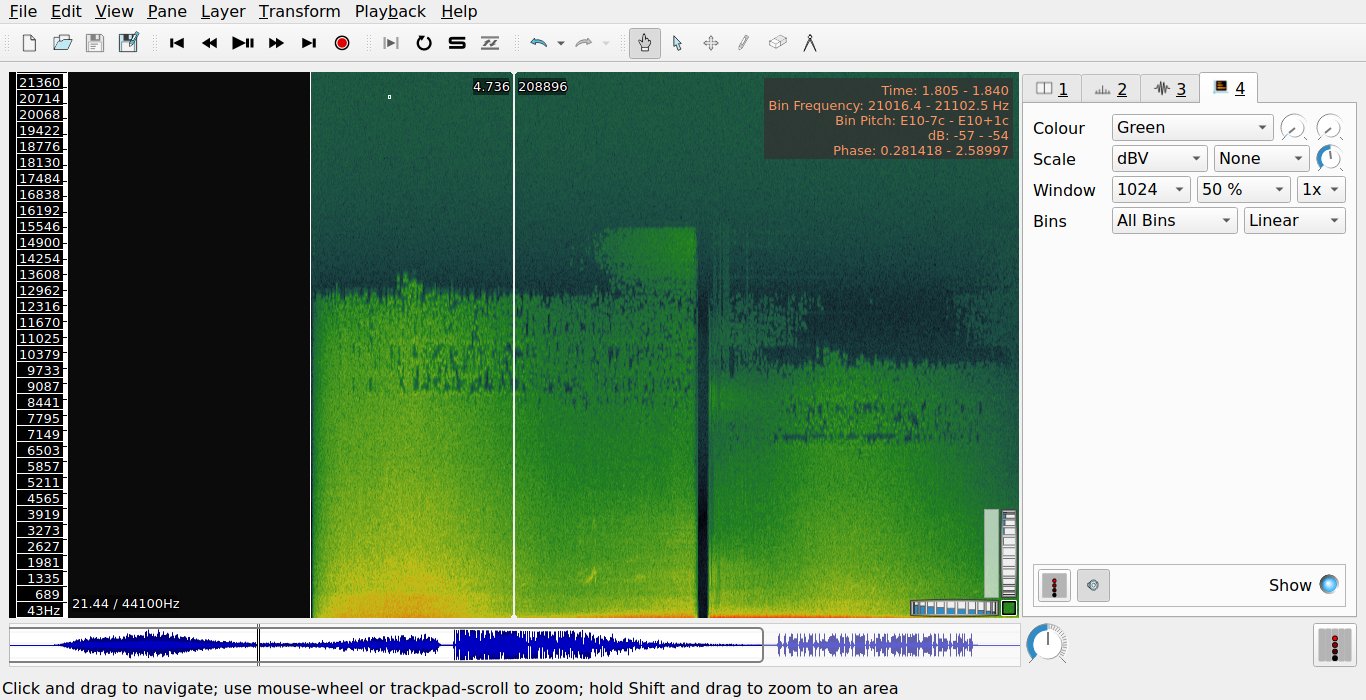 File Edit View Pane Layer Transform Playback Help
4.736 208896
Time: 1.805 - 1.840
Bin Frequency: 21016.4 - 21102.5 Hz
Bin Pitch: E10-7c - E10+1c
dB: -57 - -54
Phase: 0.281418 - 2.58997
21360
20714
20068
19422
18776
18130
17484
16838
16192
15546
14900
14254
13608
12962
12316
11670
11025
10379
9733
9087
8441
7795
7149
6503
5857
5211
4565
3919
3273
2627
1981
1335
689
43Hz
21.44 / 44100Hz
1 2 3 4
Colour Green
Scale dBV None
Window 1024 50 % 1x
Bins All Bins Linear
Show
Click and drag to navigate; use mouse-wheel or trackpad-scroll to zoom; hold Shift and drag to zoom to an area